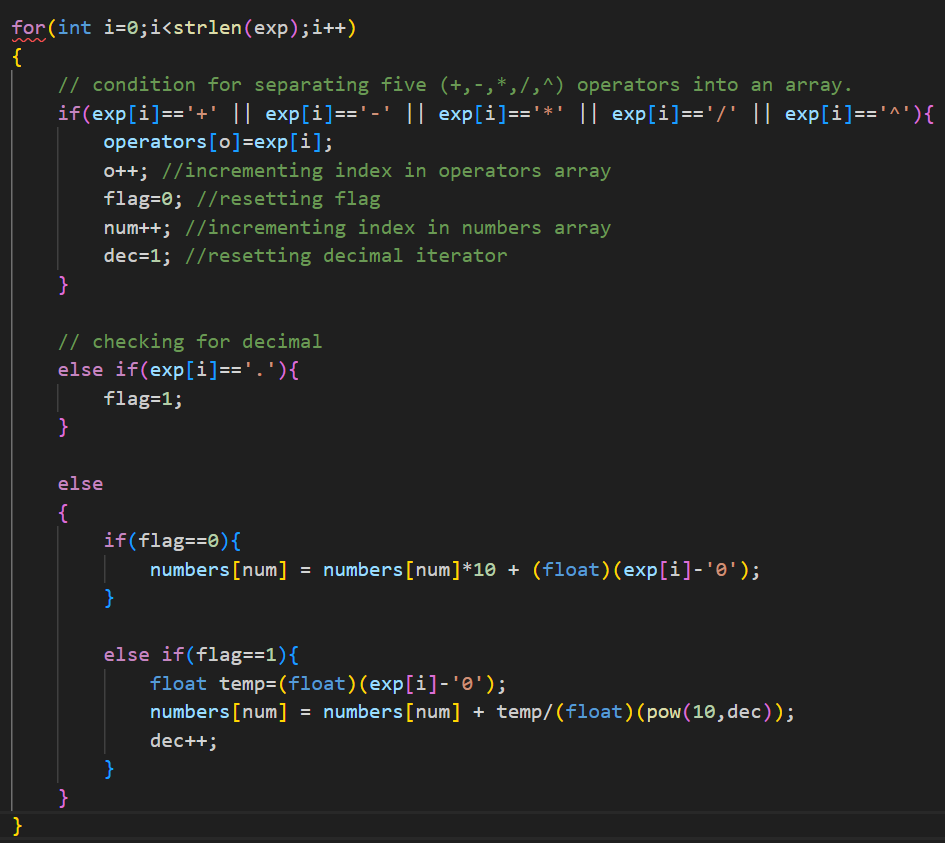 for(int i=0;i<strlen(exp);i++)
{
    // condition for separating five (+,-,*,/,^) operators into an array.
    if(exp[i]=='+' || exp[i]=='-' || exp[i]=='*' || exp[i]=='/' || exp[i]=='^'){
        operators[o]=exp[i];
        o++; //incrementing index in operators array
        flag=0; //resetting flag
        num++; //incrementing index in numbers array
        dec=1; //resetting decimal iterator
    }
    // checking for decimal
    else if(exp[i]=='.'){
        flag=1;
    }
    else
    {
        if(flag==0){
            numbers[num] = numbers[num]*10 + (float)(exp[i]-'0');
        }
        else if(flag==1){
            float temp=(float)(exp[i]-'0');
            numbers[num] = numbers[num] + temp/(float)(pow(10,dec));
            dec++;
        }
    }
}